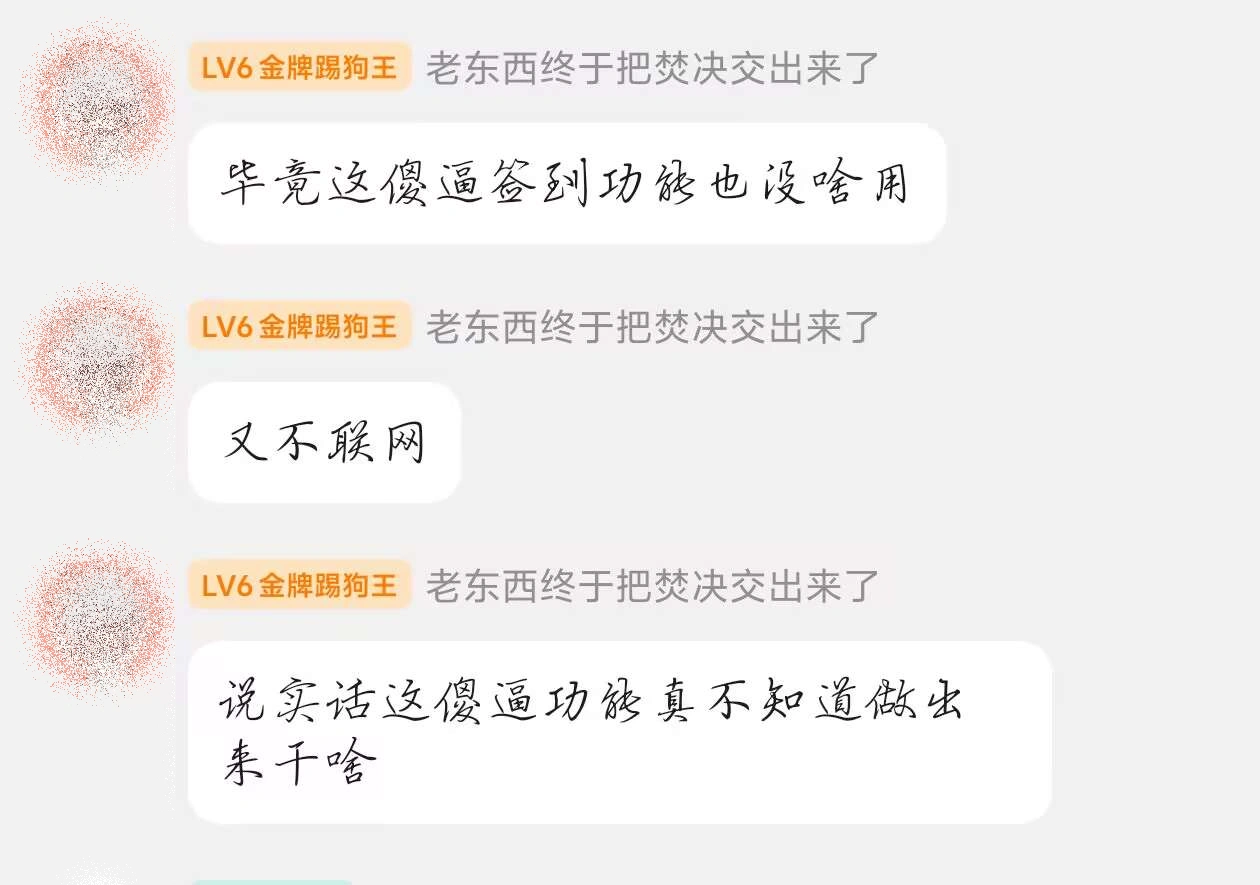 LV6 金牌踢狗王 老东西终于把焚决交出来了
毕竟这傻逼签到功能也没啥用
LV6 金牌踢狗王 老东西终于把焚决交出来了
又不联网
LV6 金牌踢狗王 老东西终于把焚决交出来了
说实话这傻逼功能真不知道做出
来干啥